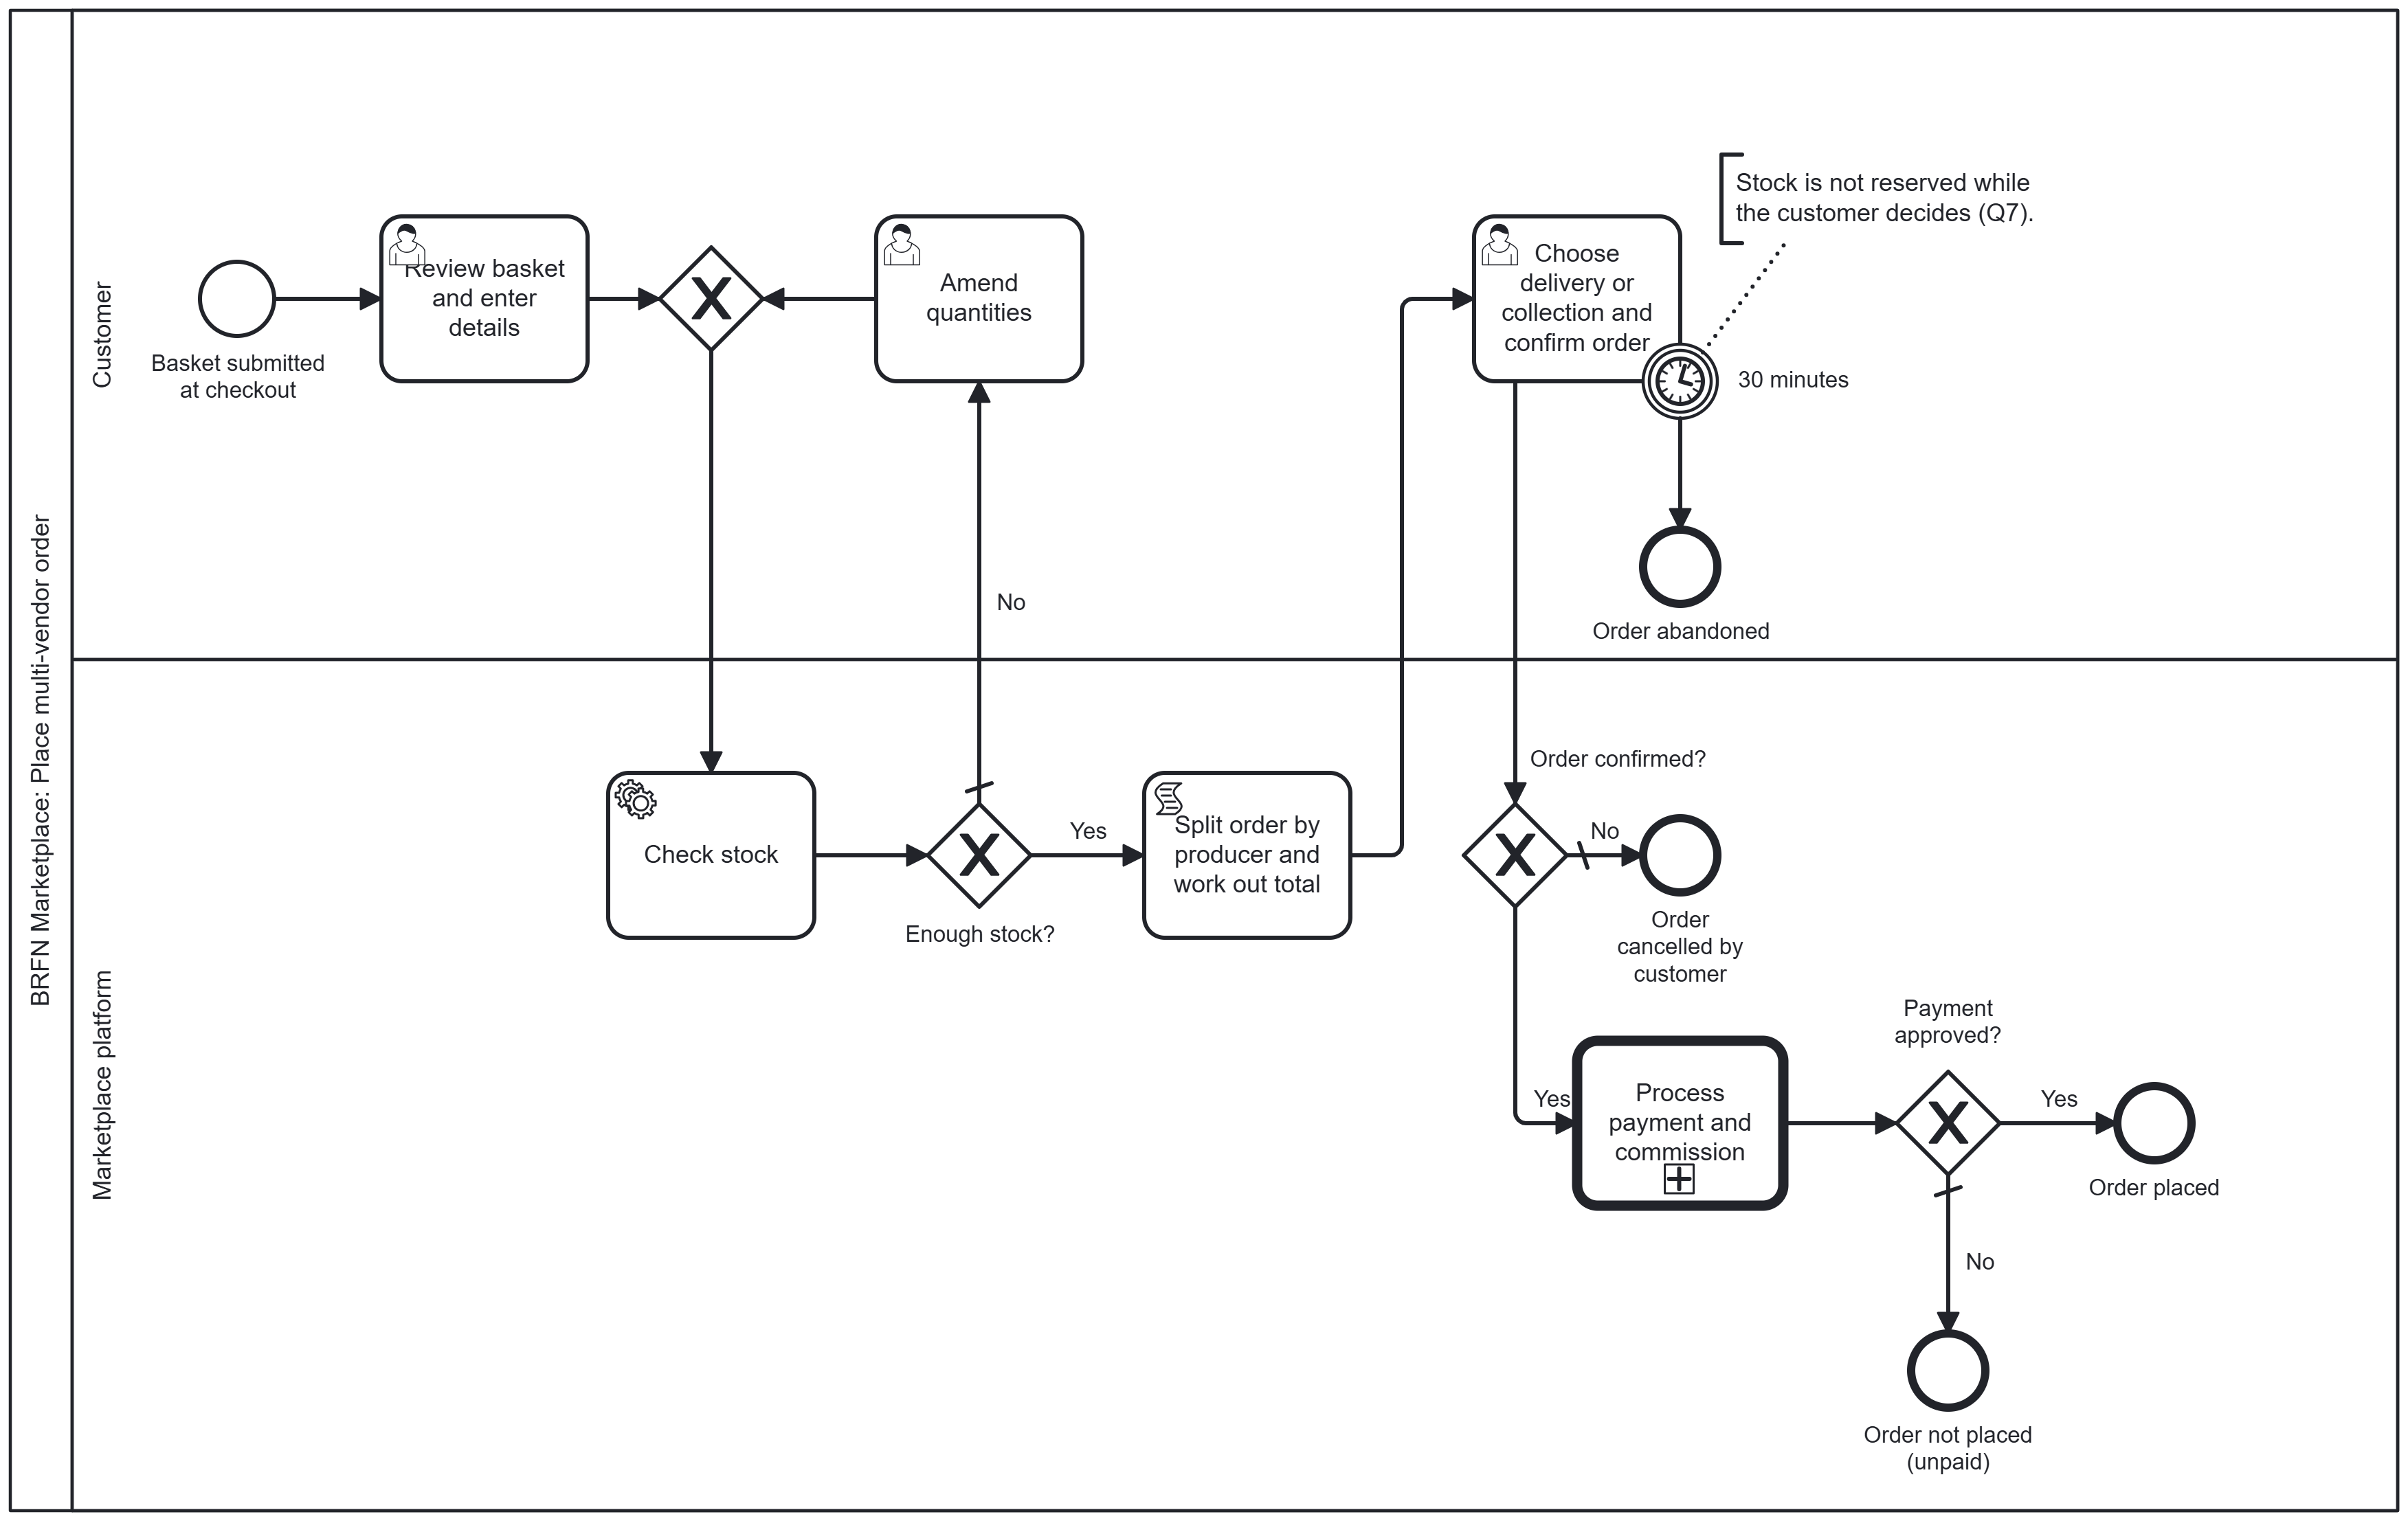 BRFN Marketplace: Place multi-vendor order
Customer
Basket submitted
at checkout
Review basket
and enter
details
Amend
quantities
Choose
delivery or
collection and
confirm order
Stock is not reserved while
the customer decides (Q7).
30 minutes
Order abandoned
No
Marketplace platform
Check stock
Enough stock?
Yes
Split order by
producer and
work out total
Order confirmed?
No
Order
cancelled by
customer
Yes
Process
payment and
commission
Payment
approved?
Yes
Order placed
No
Order not placed
(unpaid)